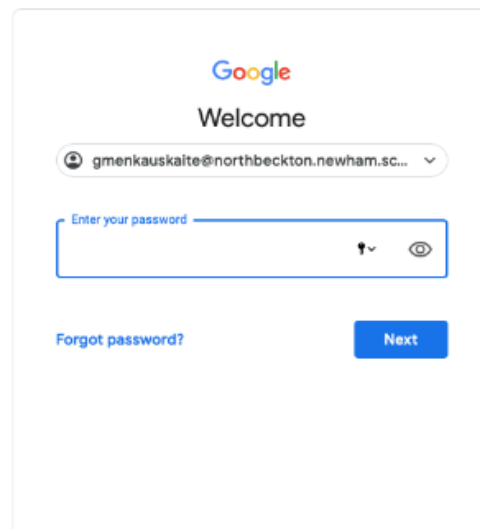 Google
Welcome
gmenkauskaite@northbeckton.newham.sc...
Enter your password
Forgot password?
Next